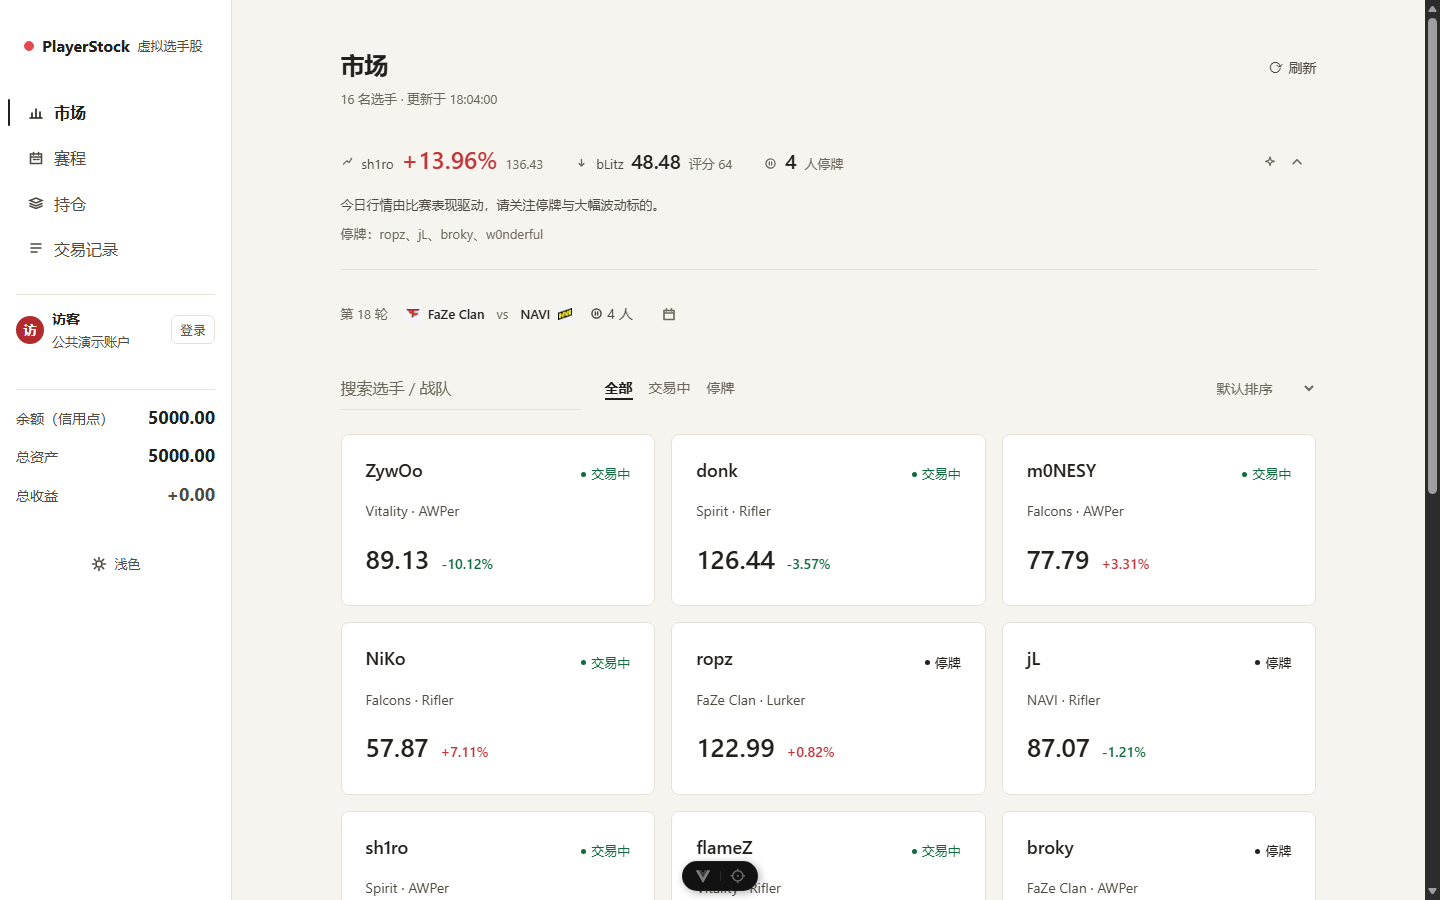 PlayerStock 虚拟选手股
市场
赛程
持仓
交易记录
访
访客
公共演示账户
登录
余额（信用点） 5000.00
总资产 5000.00
总收益 +0.00
浅色
市场
刷新
16 名选手 · 更新于 18:04:00
sh1ro +13.96% 136.43 bLitz 48.48 评分 64 4 人停牌
今日行情由比赛表现驱动，请关注停牌与大幅波动标的。
停牌：ropz、jL、broky、w0nderful
第 18 轮 FaZe Clan vs NAVI 4 人
搜索选手 / 战队 全部 交易中 停牌 默认排序
ZywOo 交易中
Vitality · AWPer
89.13 -10.12%
donk 交易中
Spirit · Rifler
126.44 -3.57%
m0NESY 交易中
Falcons · AWPer
77.79 +3.31%
NiKo 交易中
Falcons · Rifler
57.87 +7.11%
ropz 停牌
FaZe Clan · Lurker
122.99 +0.82%
jL 停牌
NAVI · Rifler
87.07 -1.21%
sh1ro 交易中
Spirit · AWPer
flameZ 交易中
Vitality · Rifler
broky 停牌
FaZe Clan · AWPer